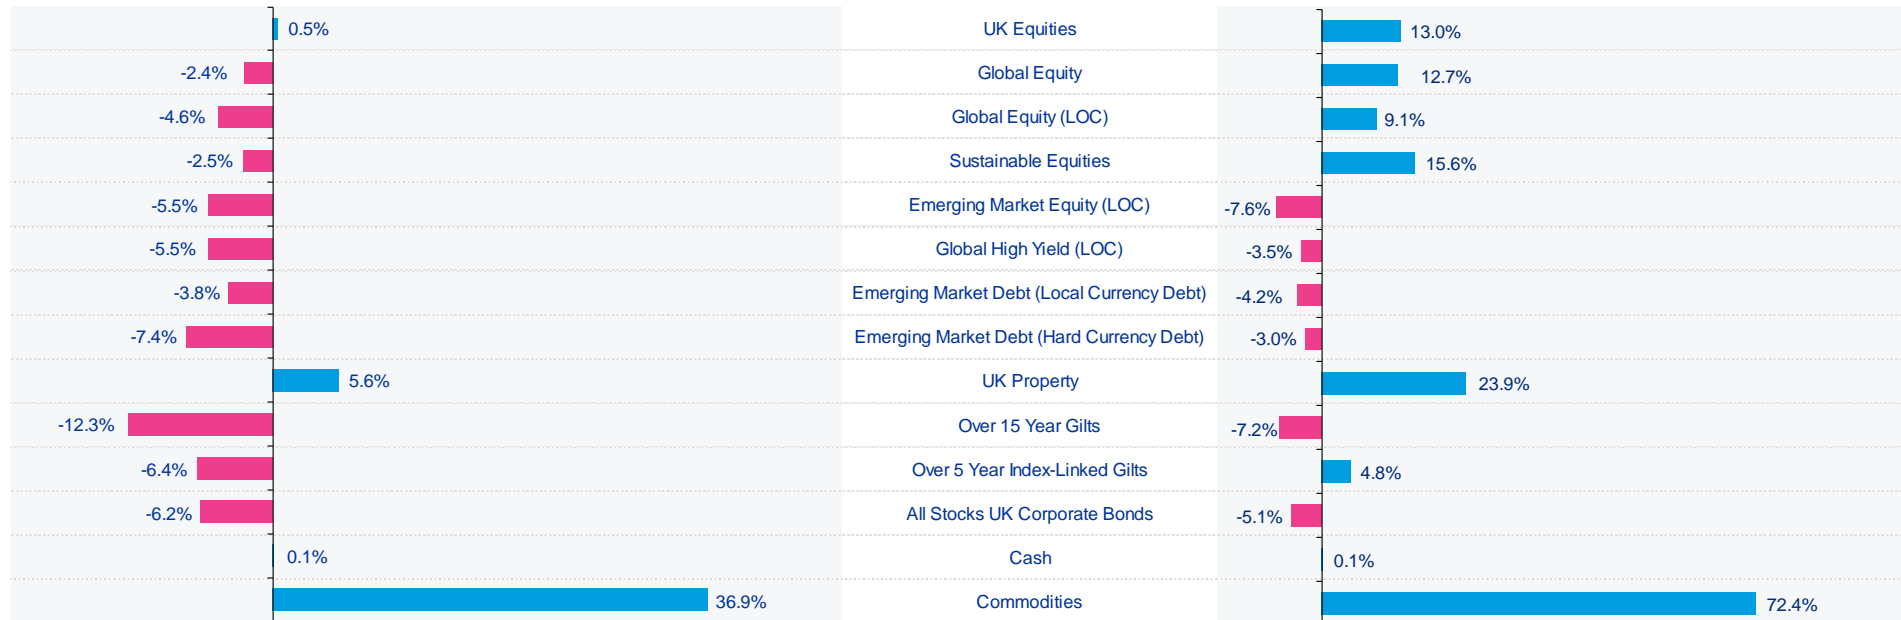 0.5% UK Equities 13.0%
-2.4% Global Equity 12.7%
-4.6% Global Equity (LOC) 9.1%
-2.5% Sustainable Equities 15.6%
-5.5% Emerging Market Equity (LOC) -7.6%
-5.5% Global High Yield (LOC) -3.5%
-3.8% Emerging Market Debt (Local Currency Debt) -4.2%
-7.4% Emerging Market Debt (Hard Currency Debt) -3.0%
5.6% UK Property 23.9%
-12.3% Over 15 Year Gilts -7.2%
-6.4% Over 5 Year Index-Linked Gilts 4.8%
-6.2% All Stocks UK Corporate Bonds -5.1%
0.1% Cash 0.1%
36.9% Commodities 72.4%